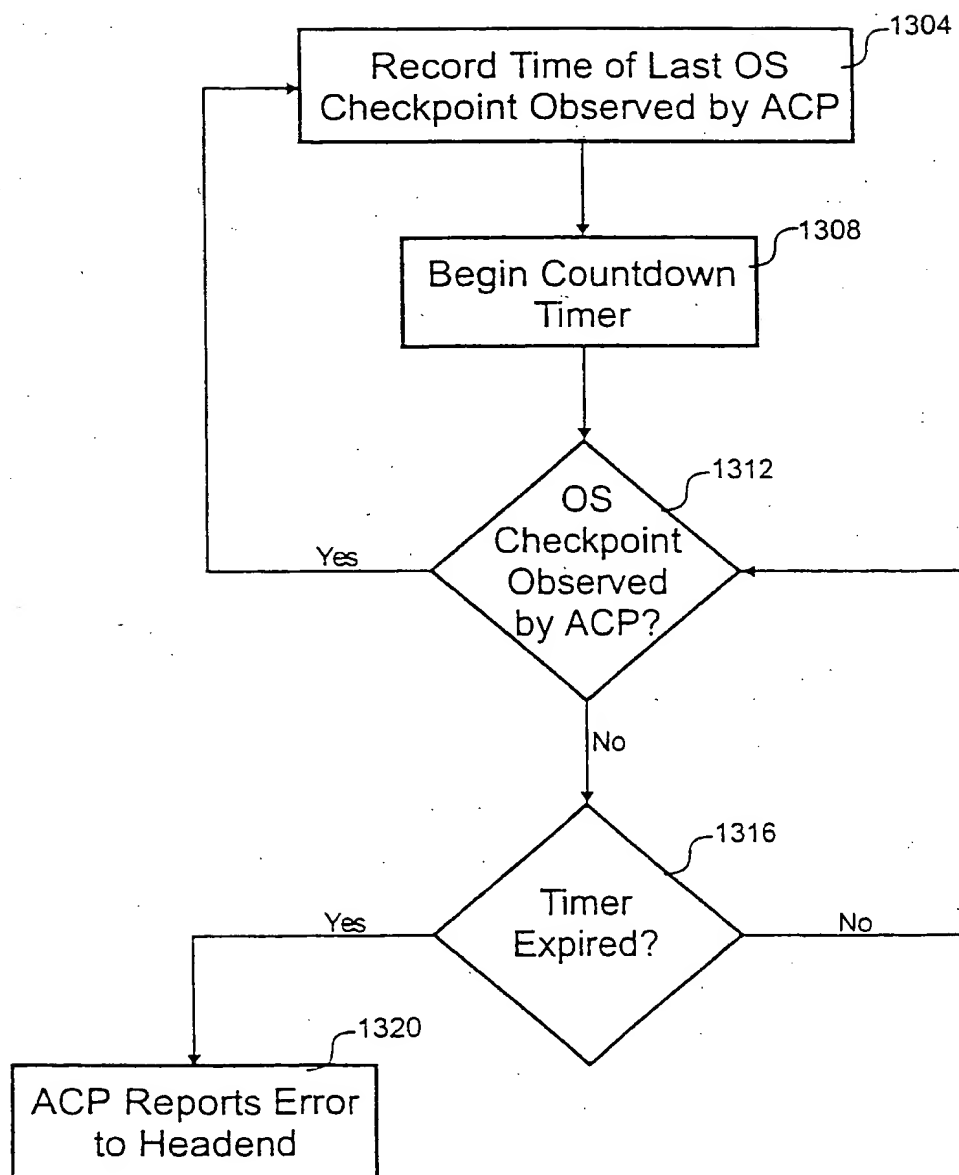 1304
Record Time of Last OS
Checkpoint Observed by ACP
1308
Begin Countdown
Timer
1312
OS
Checkpoint
Observed
by ACP?
Yes
No
1316
Timer
Expired?
Yes
No
1320
ACP Reports Error
to Headend